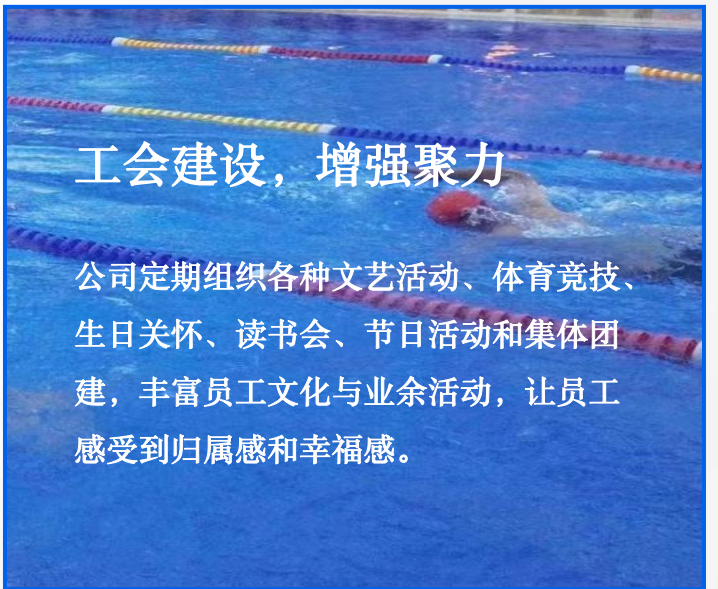 工会建设，增强聚力
公司定期组织各种文艺活动、体育竞技、
生日关怀、读书会、节日活动和集体团
建，丰富员工文化与业余活动，让员工
感受到归属感和幸福感。